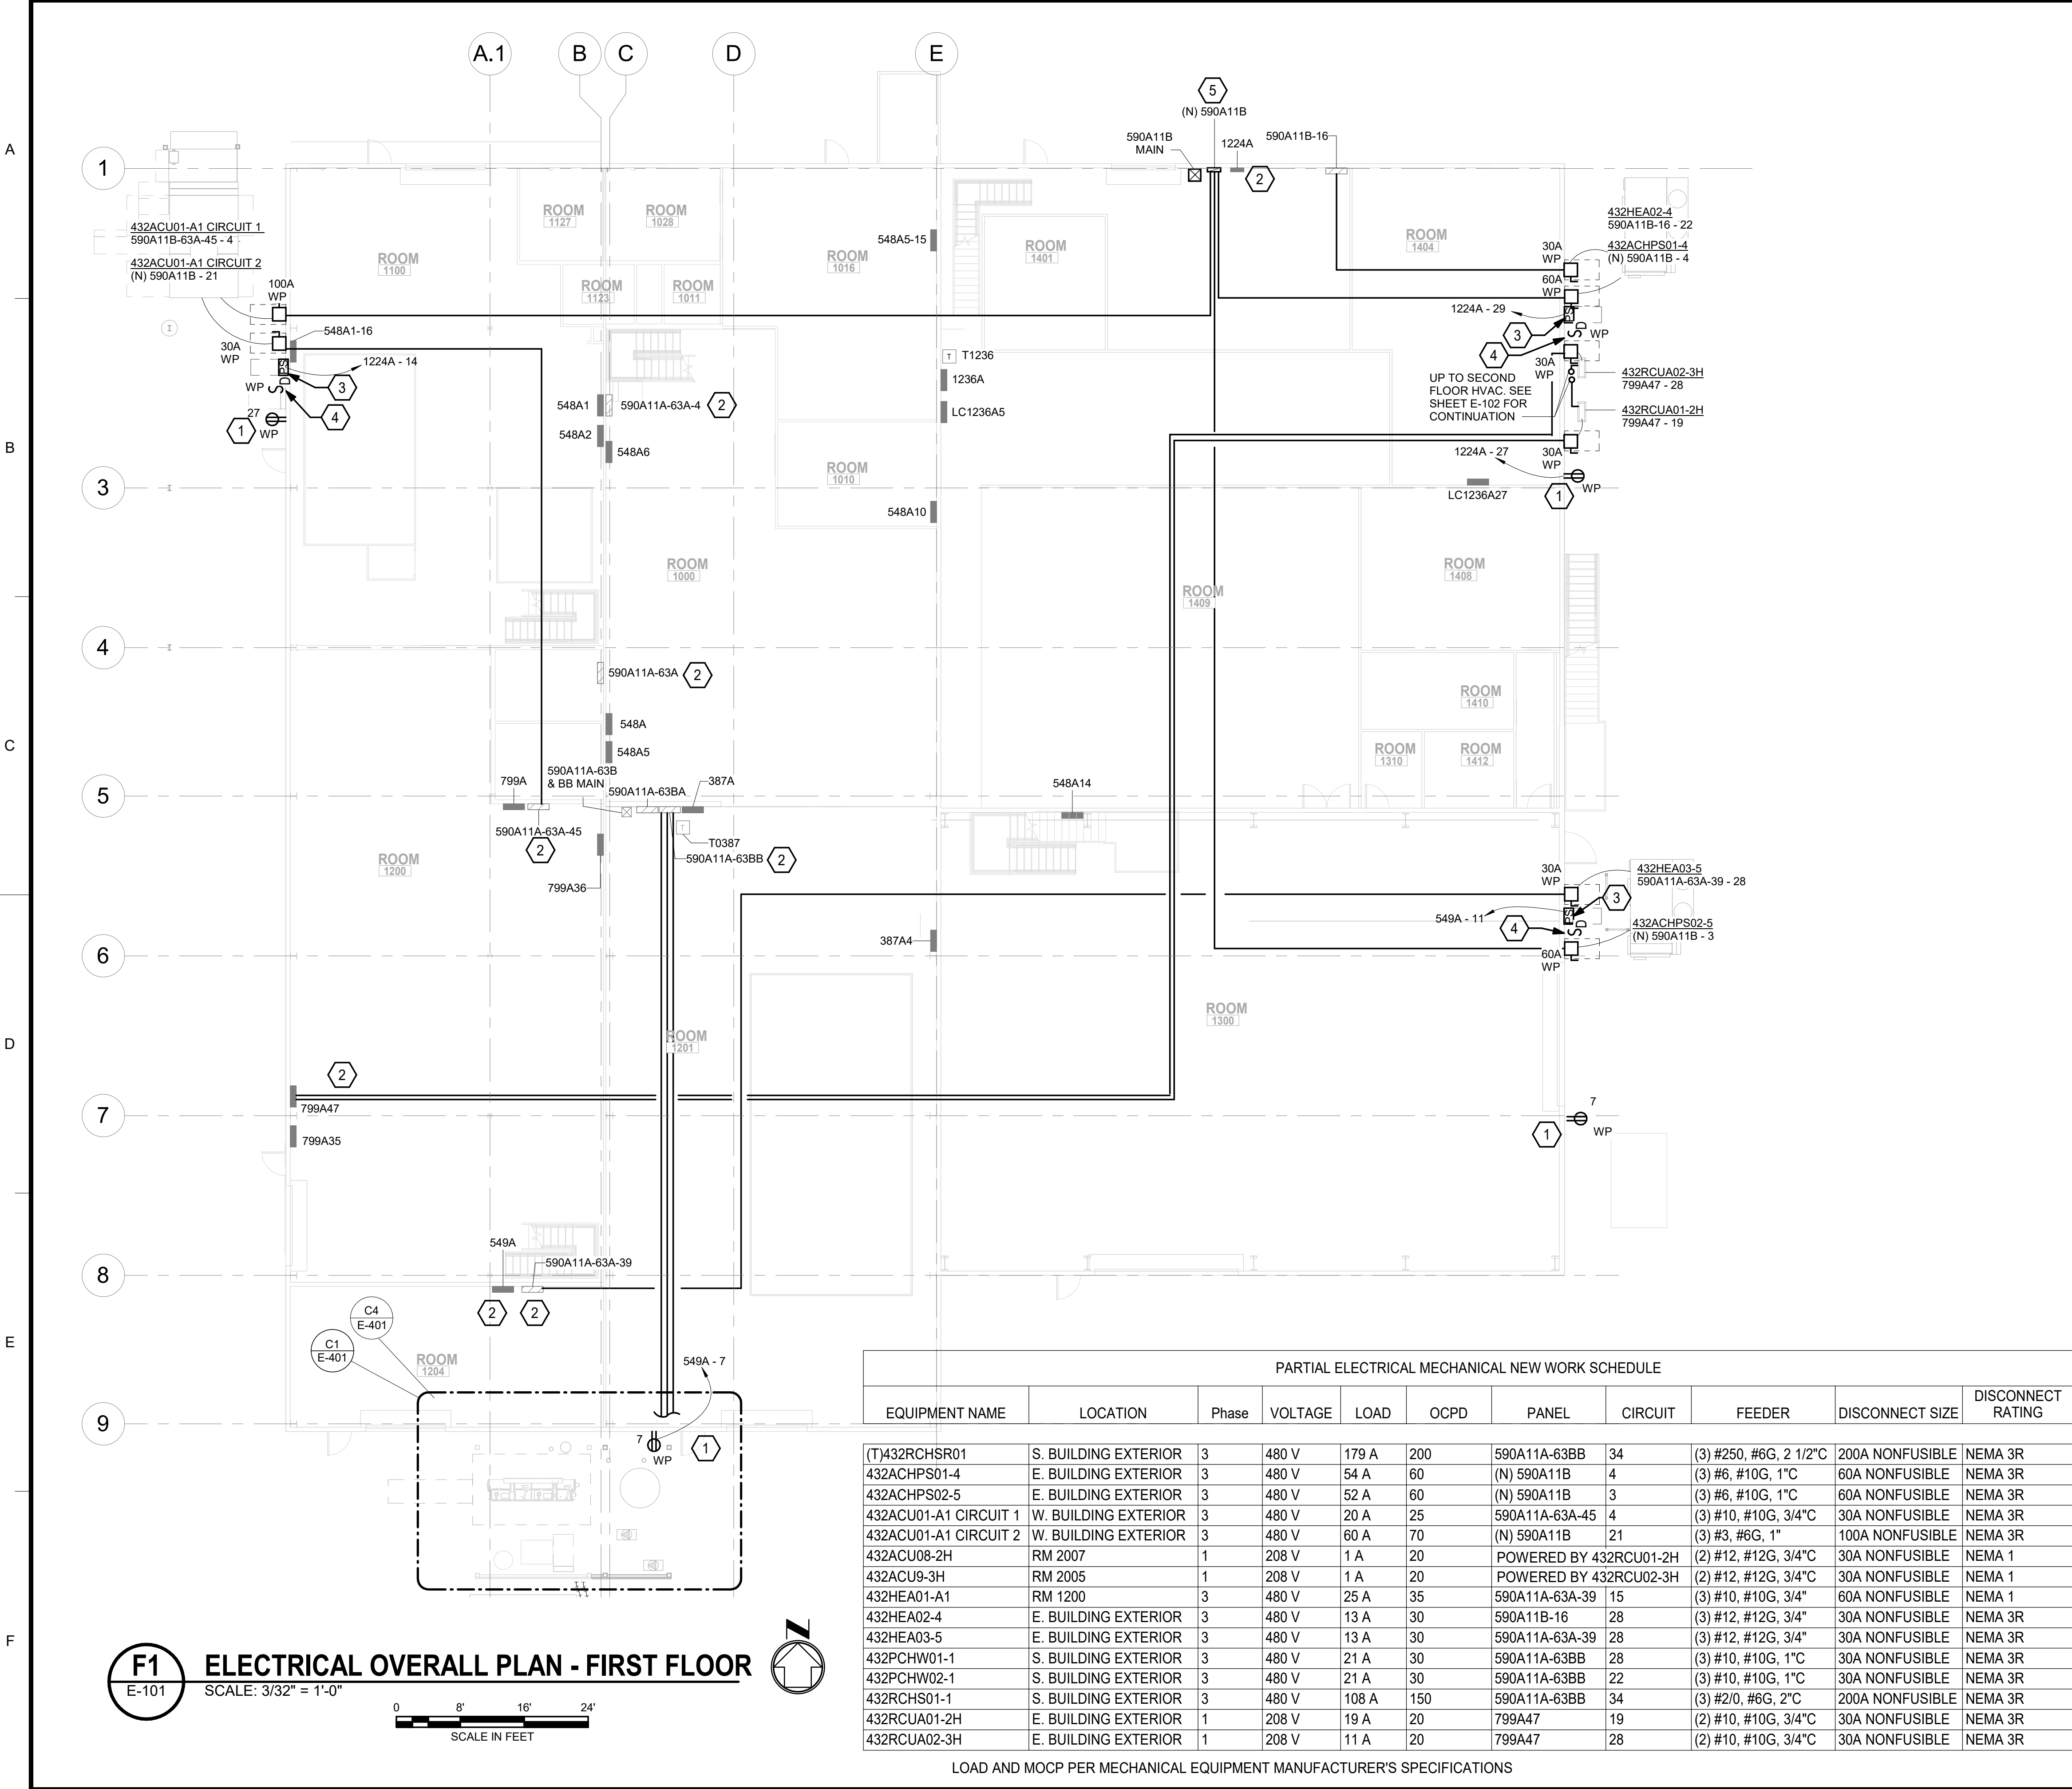 A.1
B
C
D
E
5
(N) 590A11B
590A11B
MAIN
1224A
590A11B-16
2
A
1
432ACU01-A1 CIRCUIT 1
590A11B-63A-45 - 4
432ACU01-A1 CIRCUIT 2
(N) 590A11B - 21
ROOM
1127
ROOM
1028
ROOM
1100
ROOM
1123
ROOM
1011
ROOM
1016
548A5-15
ROOM
1401
ROOM
1404
432HEA02-4
590A11B-16 - 22
432ACHPS01-4
(N) 590A11B - 4
30A
WP
60A
WP
100A
WP
I
30A
WP
548A1-16
1224A - 14
PS
SD
WP
3
4
27
WP
1
1224A - 29
PS
SD
WP
3
4
30A
WP
UP TO SECOND
FLOOR HVAC. SEE
SHEET E-102 FOR
CONTINUATION
432RCUA02-3H
799A47 - 28
432RCUA01-2H
799A47 - 19
T
T1236
1236A
LC1236A5
548A1
590A11A-63A-4
2
548A2
548A6
B
1224A - 27
30A
WP
WP
1
LC1236A27
ROOM
1010
3
548A10
ROOM
1000
ROOM
1409
ROOM
1408
4
590A11A-63A
2
ROOM
1410
ROOM
1310
ROOM
1412
C
548A
548A5
590A11A-63B
& BB MAIN
590A11A-63BA
387A
799A
5
548A14
590A11A-63A-45
2
T
T0387
590A11A-63BB
2
799A36
ROOM
1200
30A
WP
432HEA03-5
590A11A-63A-39 - 28
3
549A - 11
PS
SD
4
432ACHPS02-5
(N) 590A11B - 3
60A
WP
387A4
6
ROOM
1300
D
ROOM
1201
2
799A47
7
799A35
7
WP
1
549A
590A11A-63A-39
8
2
2
C4
E-401
C1
E-401
E
ROOM
1204
549A - 7
9
7
WP
1
PARTIAL ELECTRICAL MECHANICAL NEW WORK SCHEDULE
EQUIPMENT NAME LOCATION Phase VOLTAGE LOAD OCPD PANEL CIRCUIT FEEDER DISCONNECT SIZE DISCONNECT RATING
(T)432RCHSR01 S. BUILDING EXTERIOR 3 480 V 179 A 200 590A11A-63BB 34 (3) #250, #6G, 2 1/2"C 200A NONFUSIBLE NEMA 3R
432ACHPS01-4 E. BUILDING EXTERIOR 3 480 V 54 A 60 (N) 590A11B 4 (3) #6, #10G, 1"C 60A NONFUSIBLE NEMA 3R
432ACHPS02-5 E. BUILDING EXTERIOR 3 480 V 52 A 60 (N) 590A11B 3 (3) #6, #10G, 1"C 60A NONFUSIBLE NEMA 3R
432ACU01-A1 CIRCUIT 1 W. BUILDING EXTERIOR 3 480 V 20 A 25 590A11A-63A-45 4 (3) #10, #10G, 3/4"C 30A NONFUSIBLE NEMA 3R
432ACU01-A1 CIRCUIT 2 W. BUILDING EXTERIOR 3 480 V 60 A 70 (N) 590A11B 21 (3) #3, #6G, 1" 100A NONFUSIBLE NEMA 3R
432ACU08-2H RM 2007 1 208 V 1 A 20 POWERED BY 432RCU01-2H (2) #12, #12G, 3/4"C 30A NONFUSIBLE NEMA 1
432ACU9-3H RM 2005 1 208 V 1 A 20 POWERED BY 432RCU02-3H (2) #12, #12G, 3/4"C 30A NONFUSIBLE NEMA 1
432HEA01-A1 RM 1200 3 480 V 25 A 35 590A11A-63A-39 15 (3) #10, #10G, 3/4" 60A NONFUSIBLE NEMA 1
432HEA02-4 E. BUILDING EXTERIOR 3 480 V 13 A 30 590A11B-16 28 (3) #12, #12G, 3/4" 30A NONFUSIBLE NEMA 3R
432HEA03-5 E. BUILDING EXTERIOR 3 480 V 13 A 30 590A11A-63A-39 28 (3) #12, #12G, 3/4" 30A NONFUSIBLE NEMA 3R
432PCHW01-1 S. BUILDING EXTERIOR 3 480 V 21 A 30 590A11A-63BB 28 (3) #10, #10G, 1"C 30A NONFUSIBLE NEMA 3R
432PCHW02-1 S. BUILDING EXTERIOR 3 480 V 21 A 30 590A11A-63BB 22 (3) #10, #10G, 1"C 30A NONFUSIBLE NEMA 3R
432RCHS01-1 S. BUILDING EXTERIOR 3 480 V 108 A 150 590A11A-63BB 34 (3) #2/0, #6G, 2"C 200A NONFUSIBLE NEMA 3R
432RCUA01-2H E. BUILDING EXTERIOR 1 208 V 19 A 20 799A47 19 (2) #10, #10G, 3/4"C 30A NONFUSIBLE NEMA 3R
432RCUA02-3H E. BUILDING EXTERIOR 1 208 V 11 A 20 799A47 28 (2) #10, #10G, 3/4"C 30A NONFUSIBLE NEMA 3R
LOAD AND MOCP PER MECHANICAL EQUIPMENT MANUFACTURER'S SPECIFICATIONS
F
F1
E-101
ELECTRICAL OVERALL PLAN - FIRST FLOOR
SCALE: 3/32" = 1'-0"
N
0 8' 16' 24'
SCALE IN FEET